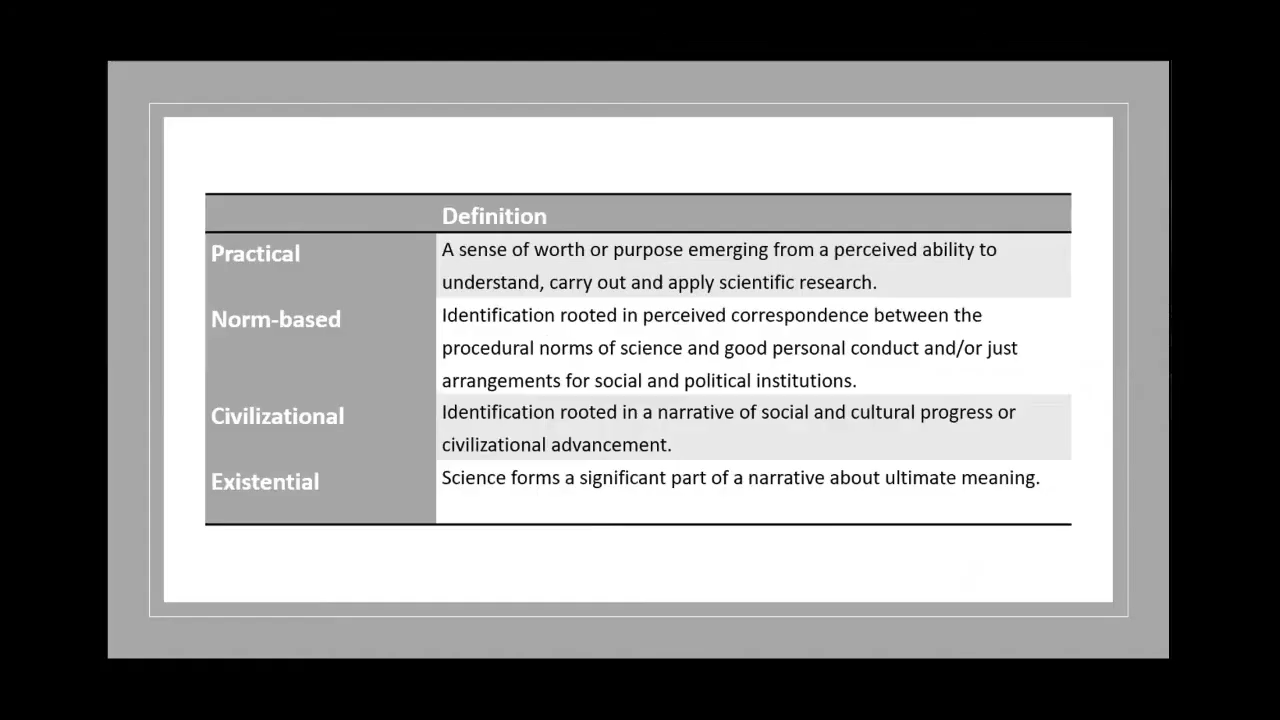 Definition
Practical
A sense of worth or purpose emerging from a perceived ability to
understand, carry out and apply scientific research.
Norm-based
Identification rooted in perceived correspondence between the
procedural norms of science and good personal conduct and/or just
arrangements for social and political institutions.
Civilizational
Identification rooted in a narrative of social and cultural progress or
civilizational advancement.
Existential
Science forms a significant part of a narrative about ultimate meaning.